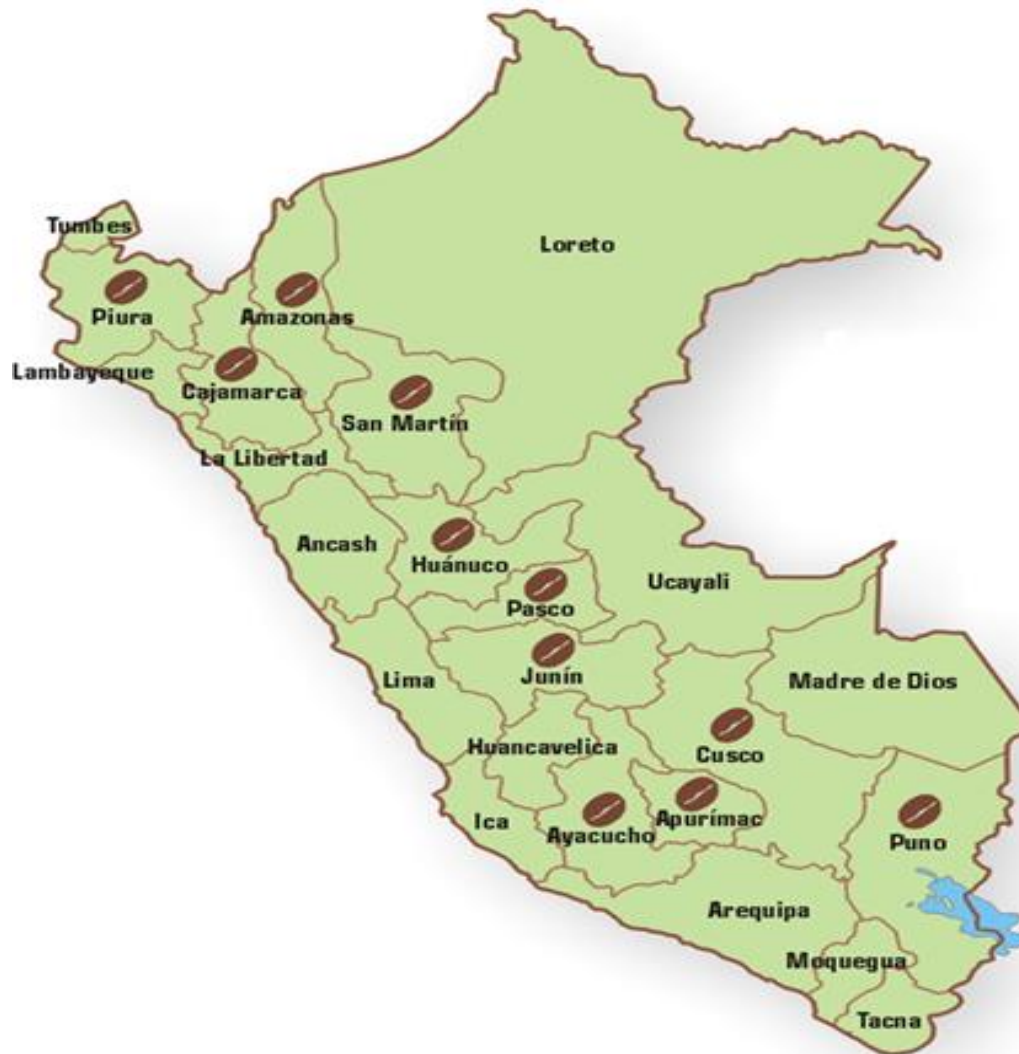 Tumbes
Loreto
Piura
Amazonas
Lambayeque
Cajamarca
San Martín
La Libertad
Ancash
Huánuco
Ucayali
Pasco
Lima
Junín
Madre de Dios
Huancavelica
Cusco
Ica
Ayacucho
Apurímac
Puno
Arequipa
Moquegua
Tacna